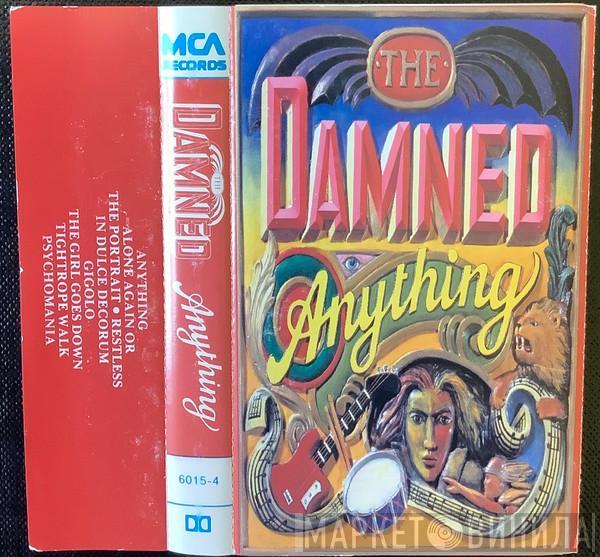 ANYTHING
ALONE AGAIN OR
THE PORTRAIT • RESTLESS
IN DULCE DECORUM
GIGOLO
THE GIRL GOES DOWN
TIGHTROPE WALK
PSYCHOMANIA
MCA
RECORDS
THE
DAMNED
Anything
6015-4
THE
DAMNED
Anything
МАРКЕТ ВИНИЛА